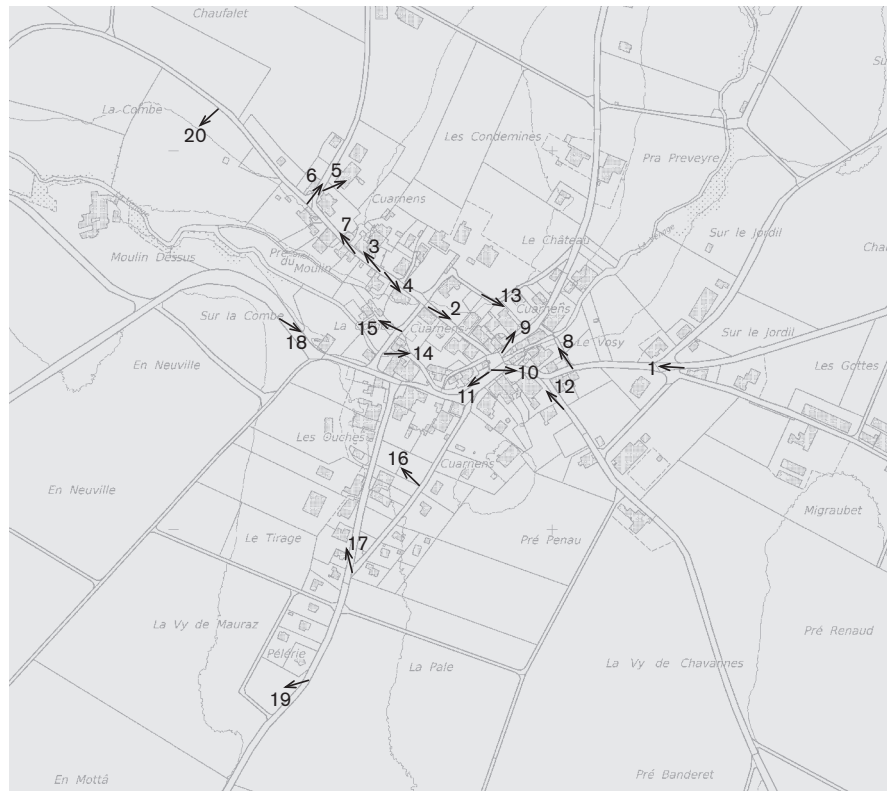 Chaufalet
Su
La Combe
20
Les Condemines
Pra Preveyre
6
5
Cuarnens
7
3
Le Château
Sur le Jordil
Cha
Moulin Dessus
Pré
du
Moulin
4
13
2
Cuarnens
Sur la Combe
18
La
15
Cuarnens
9
8
Le Vosy
Sur le Jordil
14
10
1
Les Gottes
En Neuville
11
12
Les Ouches
16
Cuarnens
En Neuville
Migraubet
17
Le Tirage
Pré Penau
La Vy de Mauraz
Pré Renaud
Pélerie
La Pale
La Vy de Chavannes
19
En Mottâ
Pré Banderet